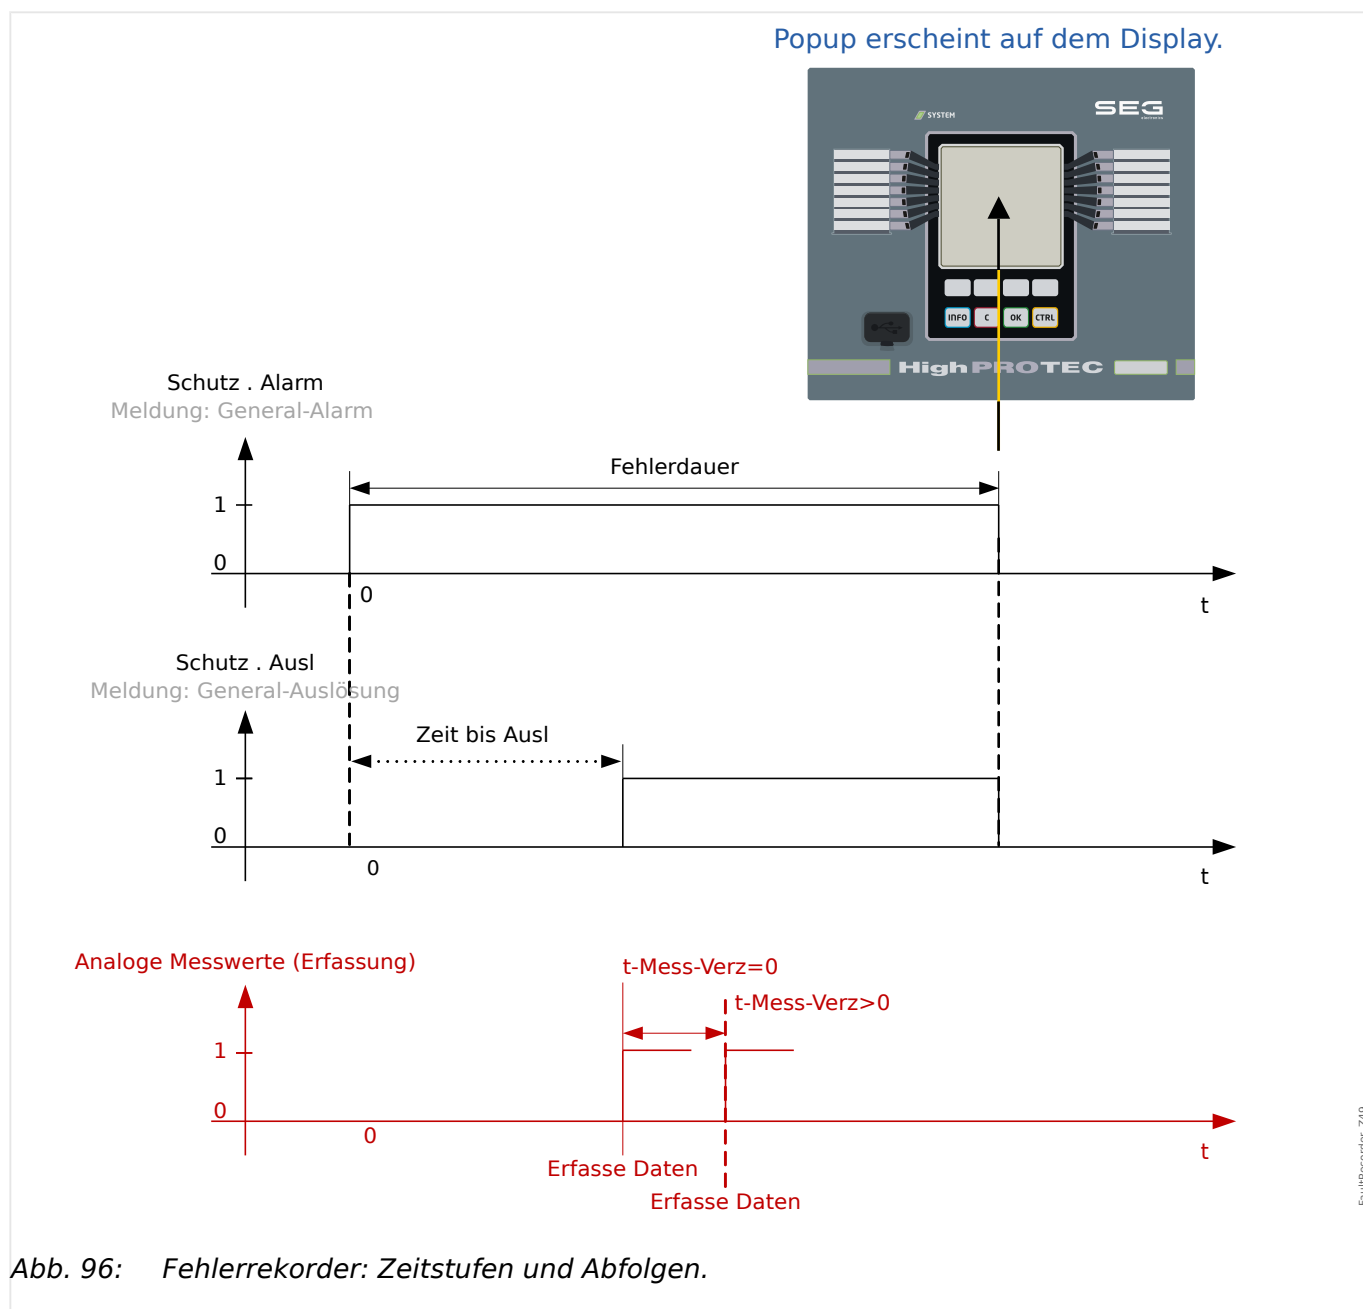 Popup erscheint auf dem Display.
SYSTEM
SEG
INFO
C
OK
CTRL
HighPROTEC
Schutz . Alarm
Meldung: General-Alarm
Fehlerdauer
1
0
0
t
Schutz . Ausl
Meldung: General-Auslösung
Zeit bis Ausl
1
0
0
t
Analoge Messwerte (Erfassung)
t-Mess-Verz=0
t-Mess-Verz>0
1
0
0
t
Erfasse Daten
Erfasse Daten
Abb. 96: Fehlerrekorder: Zeitstufen und Abfolgen.